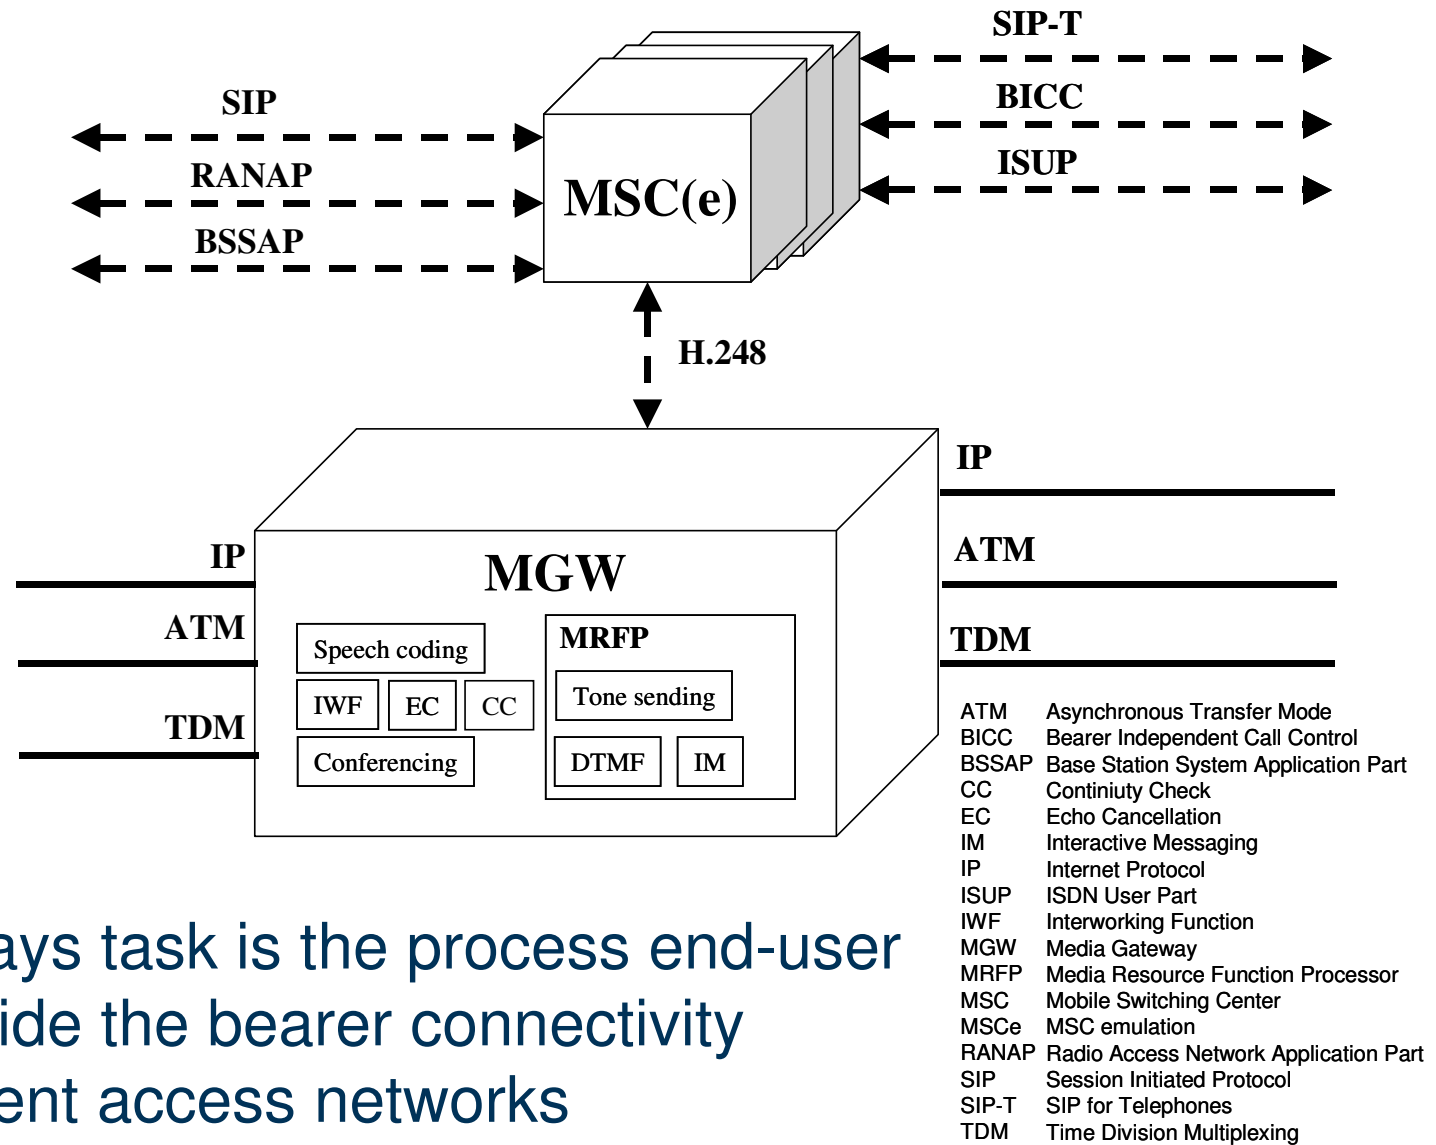 SIP-T
SIP
BICC
RANAP
MSC(e)
ISUP
BSSAP
H.248
IP
IP
MGW
ATM
ATM
Speech coding
MRFP
TDM
IWF
EC
CC
Tone sending
TDM
Conferencing
DTMF
IM
ATM Asynchronous Transfer Mode
BICC Bearer Independent Call Control
BSSAP Base Station System Application Part
CC Continiuty Check
EC Echo Cancellation
IM Interactive Messaging
IP Internet Protocol
ISUP ISDN User Part
IWF Interworking Function
MGW Media Gateway
MRFP Media Resource Function Processor
MSC Mobile Switching Center
MSCe MSC emulation
RANAP Radio Access Network Application Part
SIP Session Initiated Protocol
SIP-T SIP for Telephones
TDM Time Division Multiplexing
ays task is the process end-user
ide the bearer connectivity
ent access networks